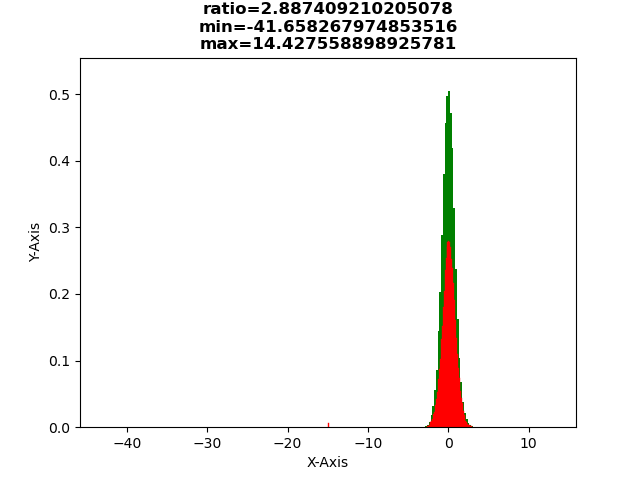 ratio=2.887409210205078
min=-41.658267974853516
max=14.427558898925781
Y-Axis
0.5
0.4
0.3
0.2
0.1
0.0
−40 −30 −20 −10 0 10
X-Axis